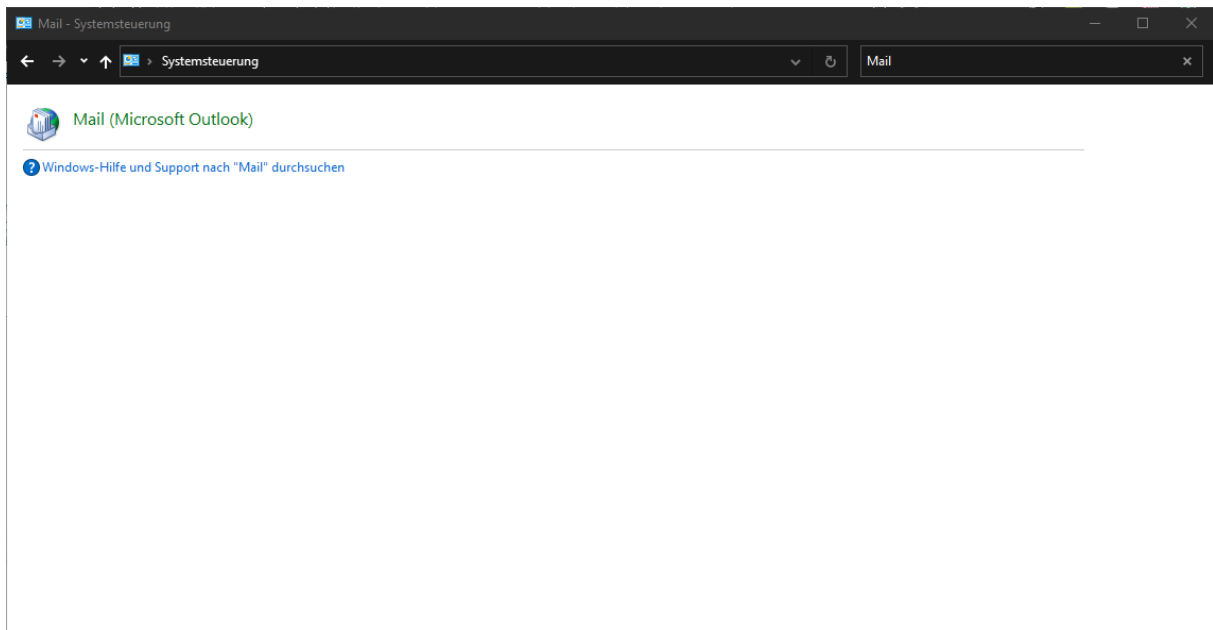 Mail - Systemsteuerung
Systemsteuerung
Mail
Mail (Microsoft Outlook)
Windows-Hilfe und Support nach "Mail" durchsuchen